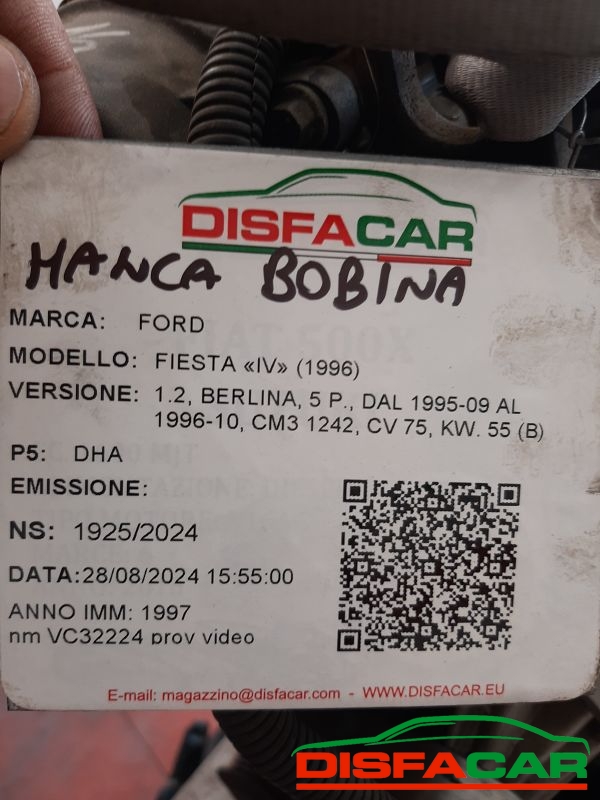 DISFACAR
MANCA BOBINA
MARCA: FORD
MODELLO: FIESTA «IV» (1996)
VERSIONE: 1.2, BERLINA, 5 P., DAL 1995-09 AL
1996-10, CM3 1242, CV 75, KW. 55 (B)
P5: DHA
EMISSIONE:
NS: 1925/2024
DATA:28/08/2024 15:55:00
ANNO IMM: 1997
nm VC32224 prov video
E-mail: magazzino@disfacar.com - WWW.DISFACAR.EU
DISFACAR